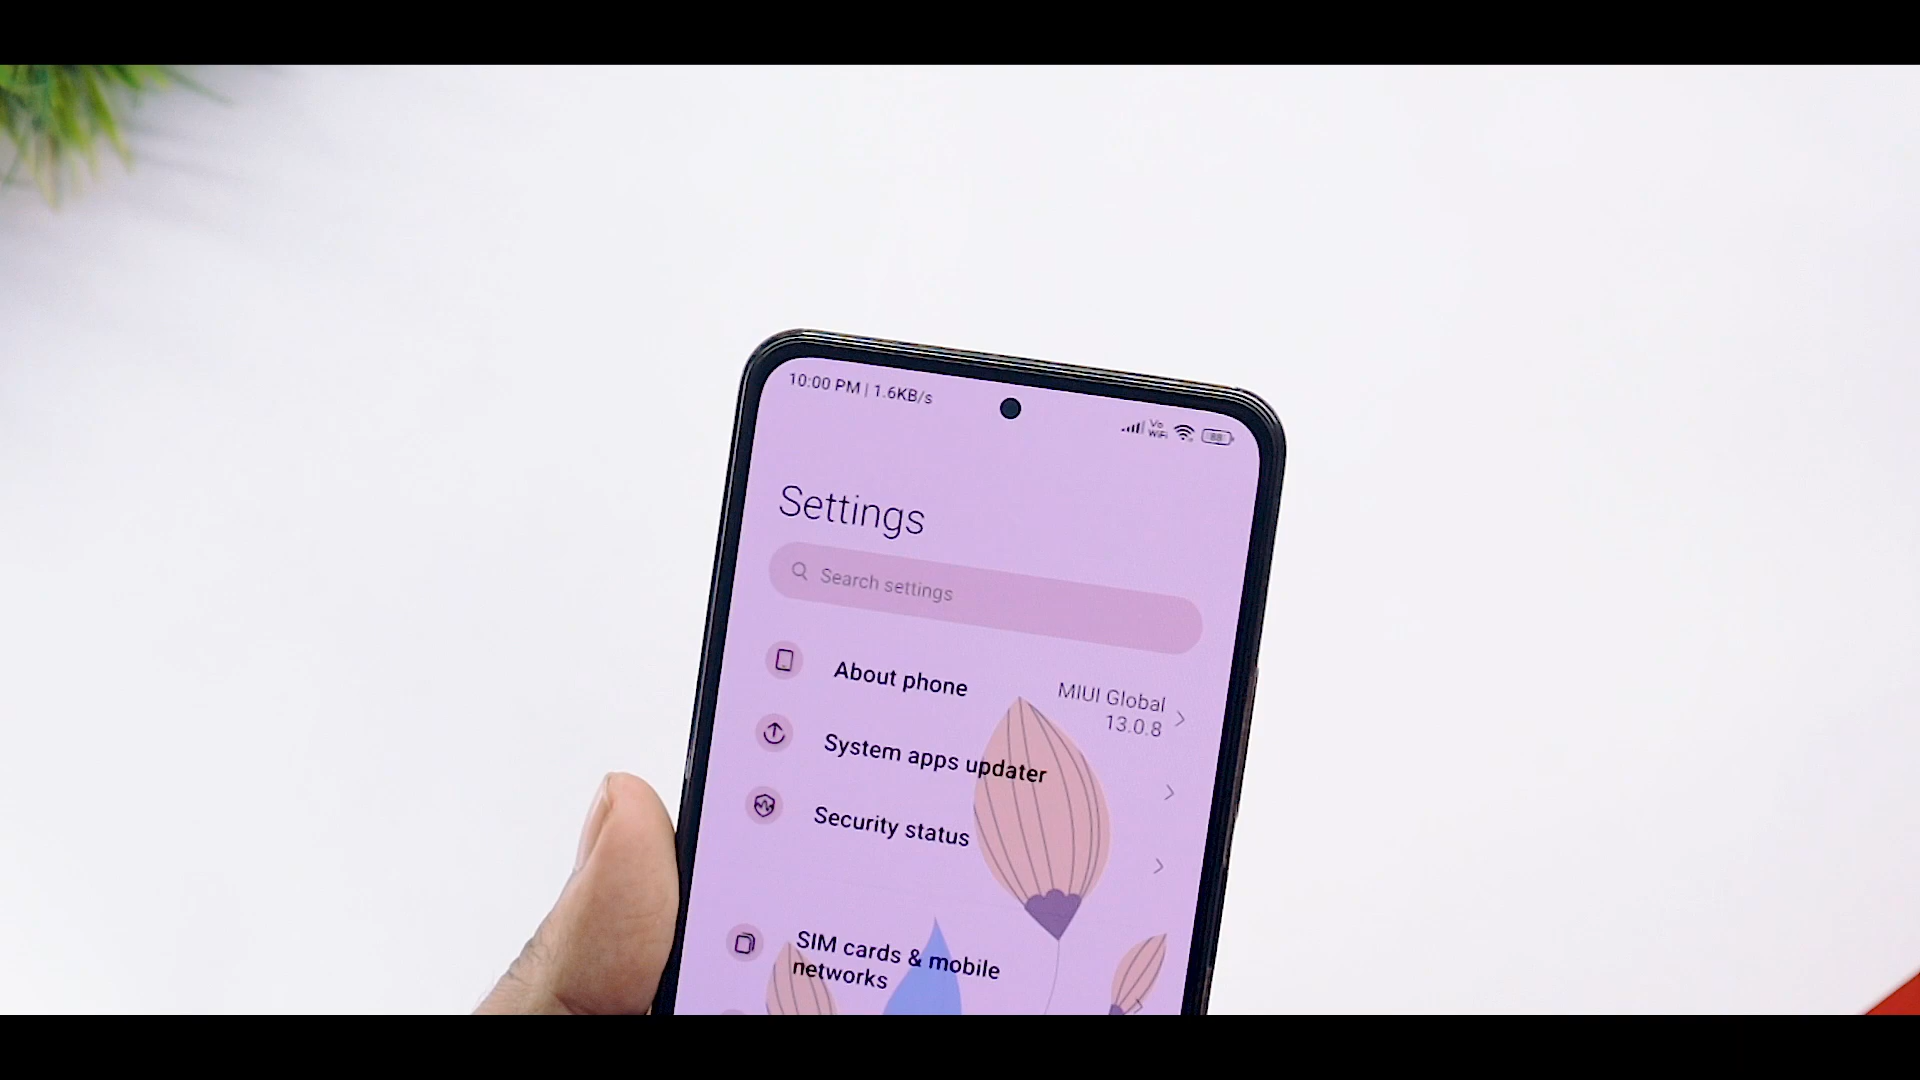 10:00 PM | 1.6KB/s
Vo
WiFi
88
Settings
Search settings
About phone
MIUI Global
13.0.8
System apps updater
Security status
SIM cards & mobile
networks